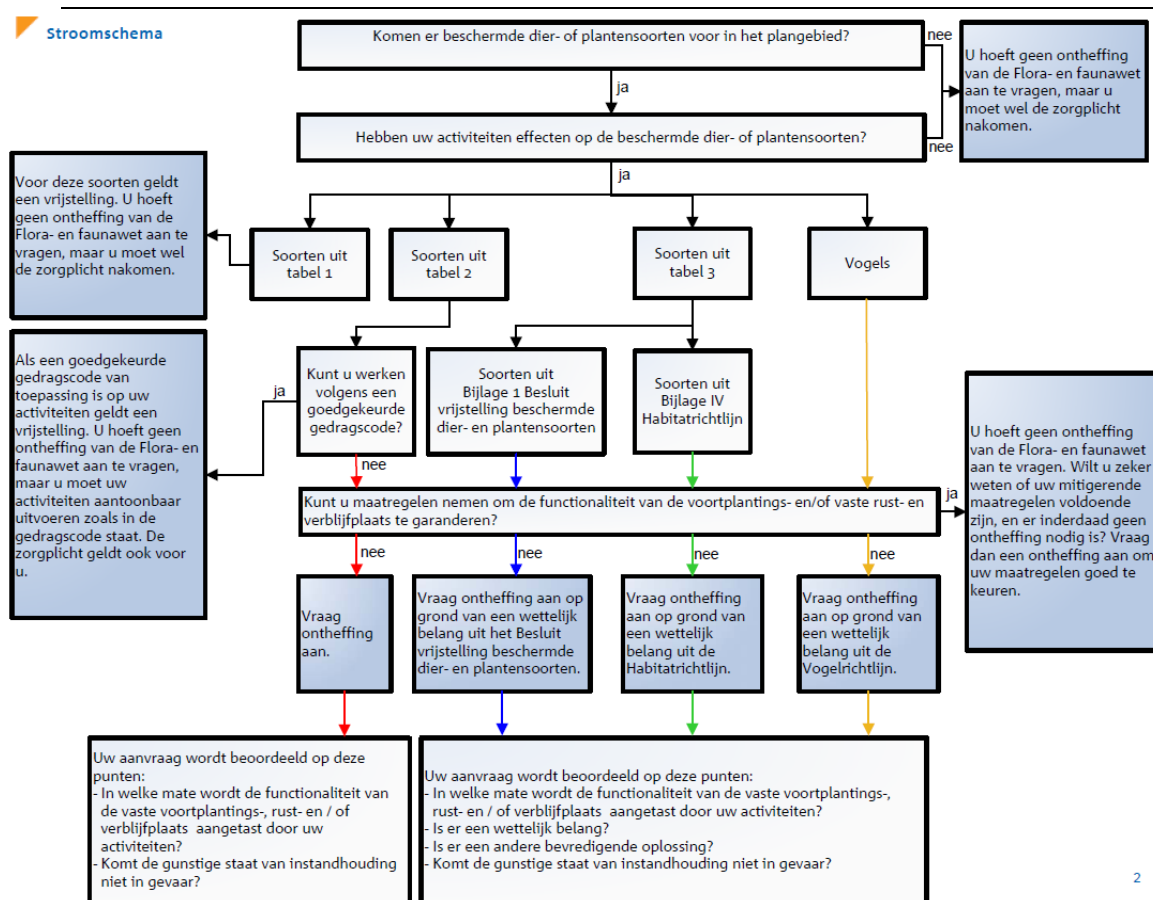 Stroomschema
Komen er beschermde dier- of plantensoorten voor in het plangebied?
nee
U hoeft geen ontheffing
van de Flora- en faunawet
aan te vragen, maar u
moet wel de zorgplicht
nakomen.
ja
Hebben uw activiteiten effecten op de beschermde dier- of plantensoorten?
nee
ja
Voor deze soorten geldt
een vrijstelling. U hoeft
geen ontheffing van de
Flora- en faunawet aan te
vragen, maar u moet wel
de zorgplicht nakomen.
Soorten uit
tabel 1
Soorten uit
tabel 2
Soorten uit
tabel 3
Vogels
Als een goedgekeurde
gedragscode van
toepassing is op uw
activiteiten geldt een
vrijstelling. U hoeft geen
ontheffing van de Flora- en
faunawet aan te vragen,
maar u moet uw
activiteiten aantoonbaar
uitvoeren zoals in de
gedragscode staat. De
zorgplicht geldt ook voor
u.
ja
Kunt u werken
volgens een
goedgekeurde
gedragscode?
Soorten uit
Bijlage 1 Besluit
vrijstelling beschermde
dier- en plantensoorten
Soorten uit
Bijlage IV
Habitatrichtlijn
nee
Kunt u maatregelen nemen om de functionaliteit van de voortplantings- en/of vaste rust- en
verblijfplaats te garanderen?
ja
U hoeft geen ontheffing
van de Flora- en faunawet
aan te vragen. Wilt u zeker
weten of uw mitigerende
maatregelen voldoende
zijn, en er inderdaad geen
ontheffing nodig is? Vraag
dan een ontheffing aan om
uw maatregelen goed te
keuren.
nee
nee
nee
nee
Vraag
ontheffing
aan.
Vraag ontheffing aan op
grond van een wettelijk
belang uit het Besluit
vrijstelling beschermde
dier- en plantensoorten.
Vraag ontheffing
aan op grond van
een wettelijk
belang uit de
Habitatrichtlijn.
Vraag ontheffing
aan op grond van
een wettelijk
belang uit de
Vogelrichtlijn.
Uw aanvraag wordt beoordeeld op deze
punten:
- In welke mate wordt de functionaliteit van
de vaste voortplantings-, rust- en / of
verblijfplaats aangetast door uw
activiteiten?
- Komt de gunstige staat van instandhouding
niet in gevaar?
Uw aanvraag wordt beoordeeld op deze punten:
- In welke mate wordt de functionaliteit van de vaste voortplantings-,
rust- en / of verblijfplaats aangetast door uw activiteiten?
- Is er een wettelijk belang?
- Is er een andere bevredigende oplossing?
- Komt de gunstige staat van instandhouding niet in gevaar?
2